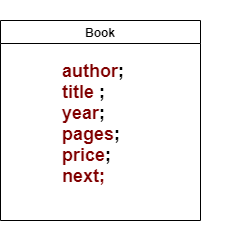 Book
author;
title ;
year;
pages;
price;
next;